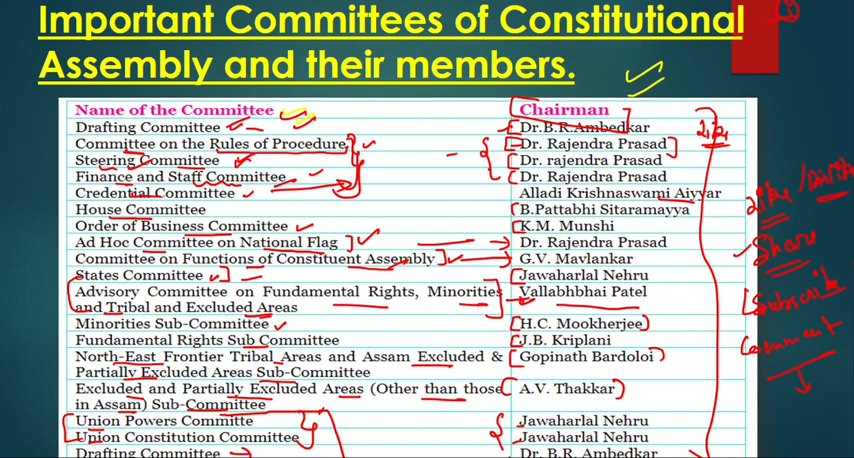 Important Committees of Constitutional
Assembly and their members.
Name of the Committee Chairman
Drafting Committee Dr.B.R.Ambedkar
Committee on the Rules of Procedure Dr. Rajendra Prasad
Steering Committee Dr. rajendra Prasad
Finance and Staff Committee Dr. Rajendra Prasad
Credential Committee Alladi Krishnaswami Aiyyar
House Committee B.Pattabhi Sitaramayya
Order of Business Committee K.M. Munshi
Ad Hoc Committee on National Flag Dr. Rajendra Prasad
Committee on Functions of Constituent Assembly G.V. Mavlankar
States Committee Jawaharlal Nehru
Advisory Committee on Fundamental Rights, Minorities Vallabhbhai Patel
and Tribal and Excluded Areas
Minorities Sub-Committee H.C. Mookherjee
Fundamental Rights Sub Committee J.B. Kriplani
North-East Frontier Tribal Areas and Assam Excluded & Gopinath Bardoloi
Partially Excluded Areas Sub-Committee
Excluded and Partially Excluded Areas (Other than those A.V. Thakkar
in Assam) Sub-Committee
Union Powers Committe Jawaharlal Nehru
Union Constitution Committee Jawaharlal Nehru
Drafting Committee Dr. B.R. Ambedkar
Share
Subscribe
Comment